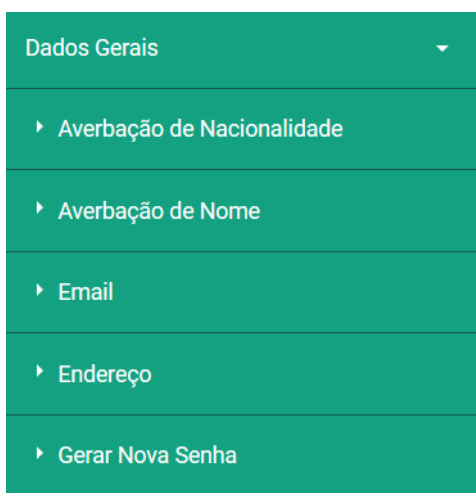 Dados Gerais
Averbação de Nacionalidade
Averbação de Nome
Email
Endereço
Gerar Nova Senha